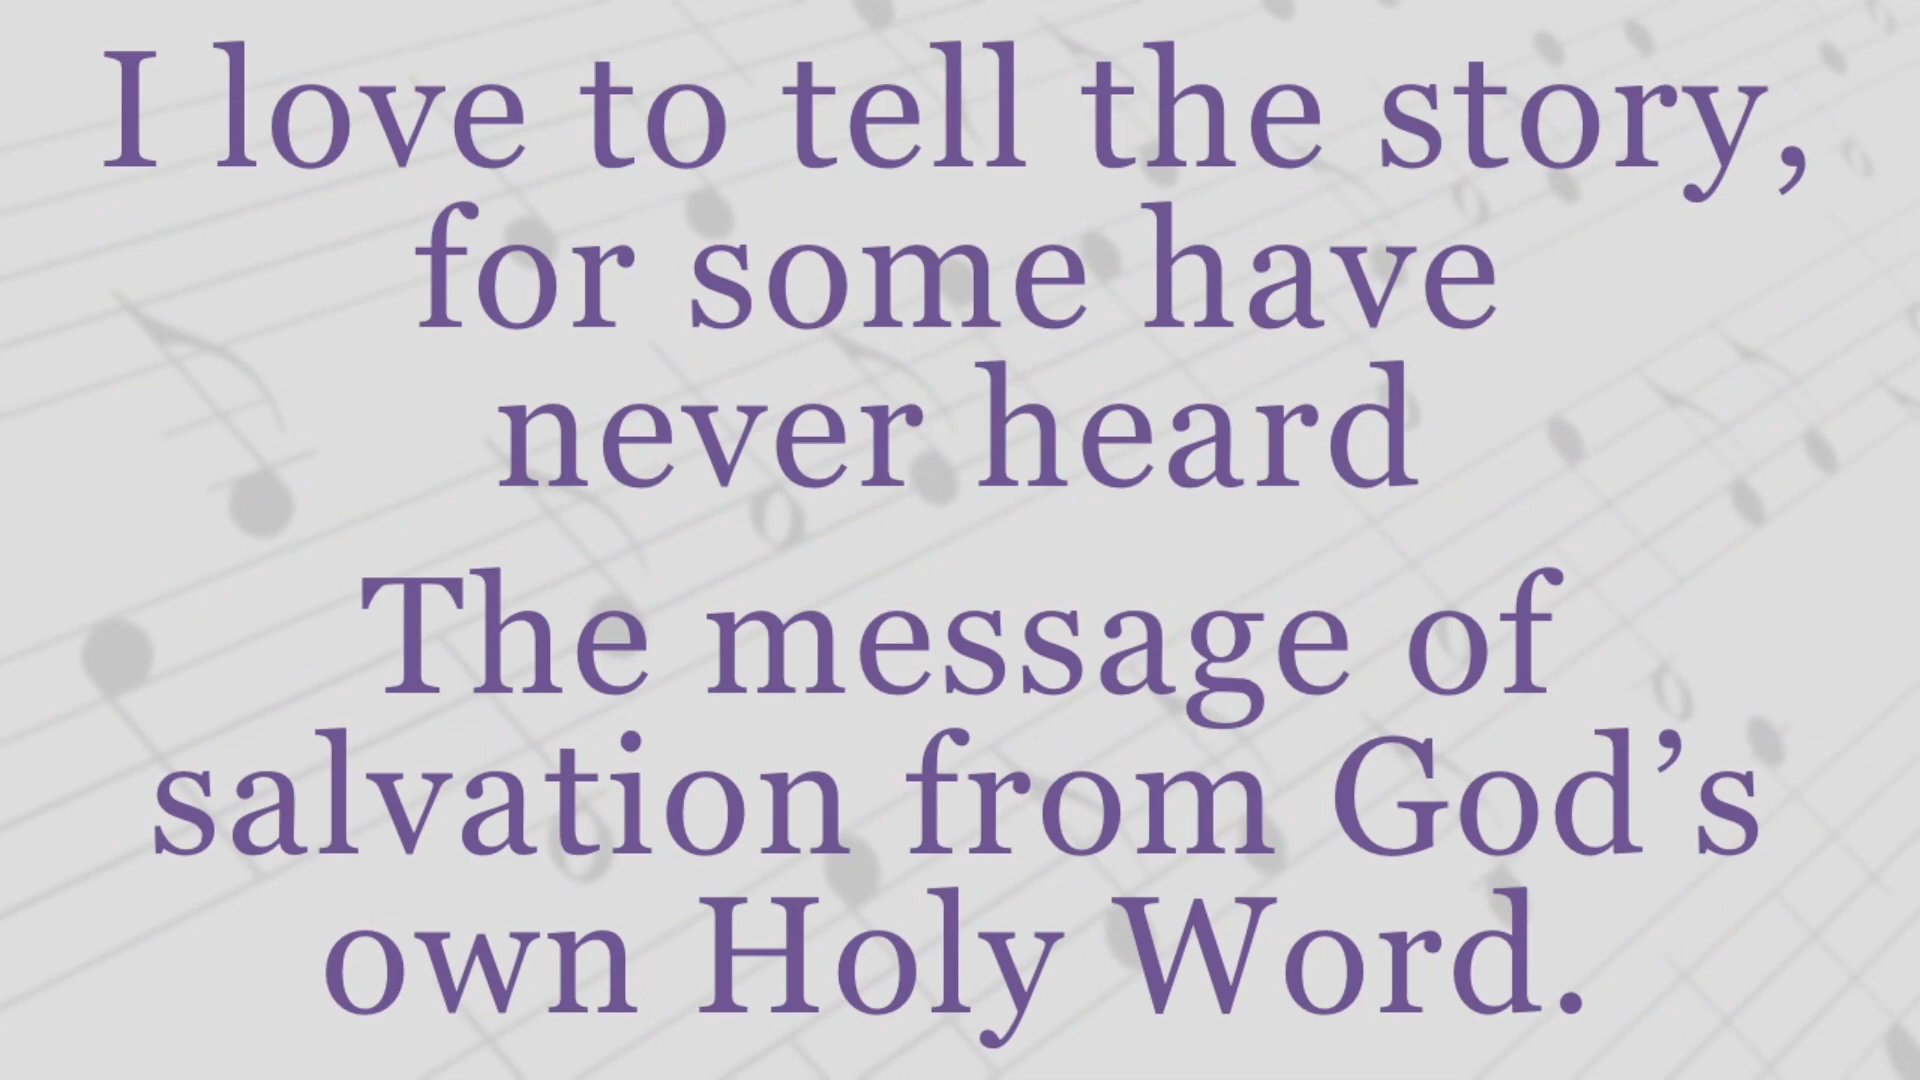 I love to tell the story,
for some have
never heard
The message of
salvation from God’s
own Holy Word.